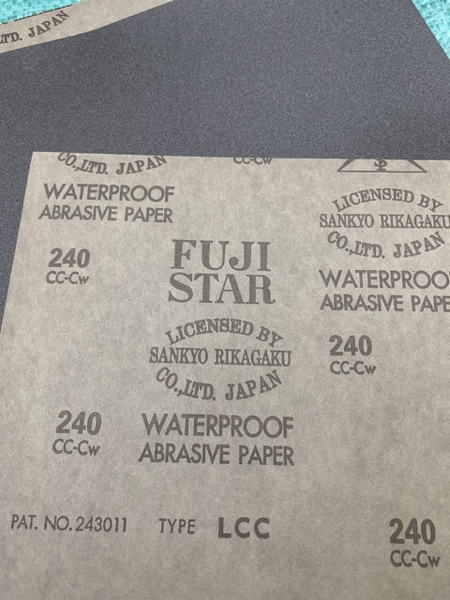 LTD. JAPAN
CO.,LTD. JAPAN
CC-Cw
WATERPROOF
ABRASIVE PAPER
LICENSED BY
SANKYO RIKAGAKU
CO.,LTD. JAPAN
240
CC-Cw
FUJI
STAR
WATERPROO
ABRASIVE PAPE
LICENSED BY
SANKYO RIKAGAKU
CO.,LTD. JAPAN
240
CC-Cw
240
CC-Cw
WATERPROOF
ABRASIVE PAPER
PAT. NO. 243011 TYPE LCC
240
CC-Cw